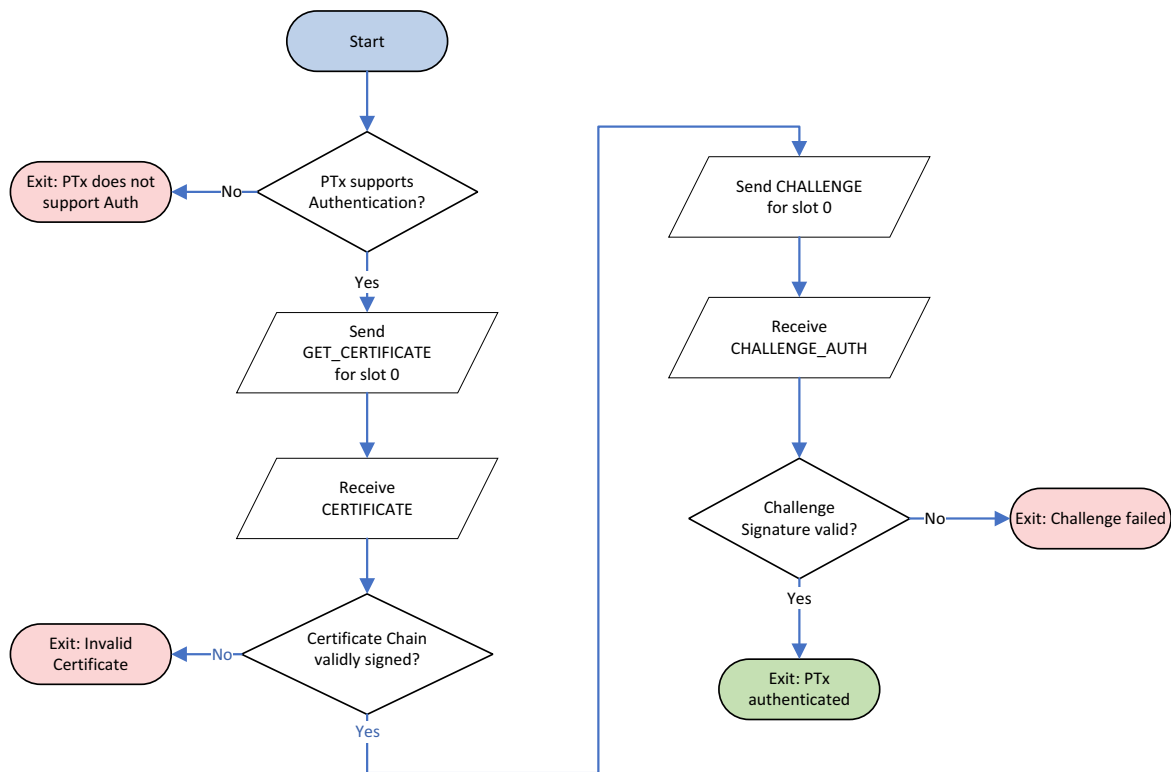 Start
PTx supports
Authentication?
No
Exit: PTx does not
support Auth
Yes
Send
GET_CERTIFICATE
for slot 0
Receive
CERTIFICATE
Certificate Chain
validly signed?
No
Exit: Invalid
Certificate
Yes
Send CHALLENGE
for slot 0
Receive
CHALLENGE_AUTH
Challenge
Signature valid?
No
Exit: Challenge failed
Yes
Exit: PTx
authenticated